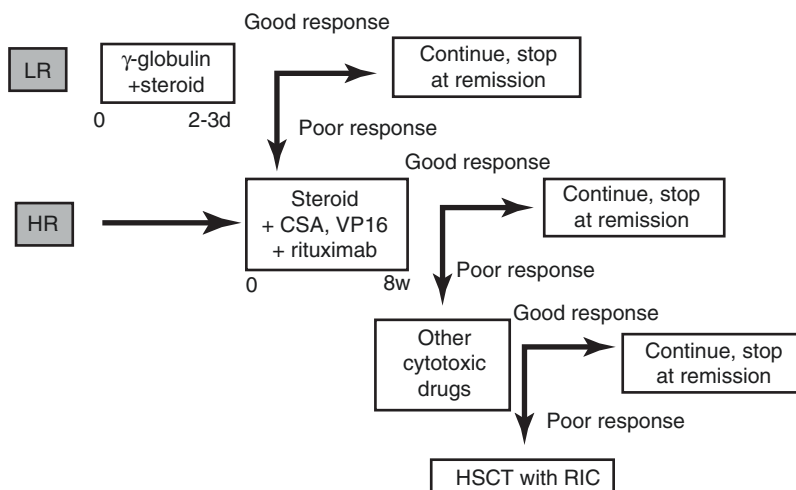 Good response
LR
γ-globulin
+steroid
Continue, stop
at remission
0
2-3d
Poor response
Good response
HR
Steroid
+ CSA, VP16
+ rituximab
Continue, stop
at remission
0
8w
Poor response
Good response
Other
cytotoxic
drugs
Continue, stop
at remission
Poor response
HSCT with RIC